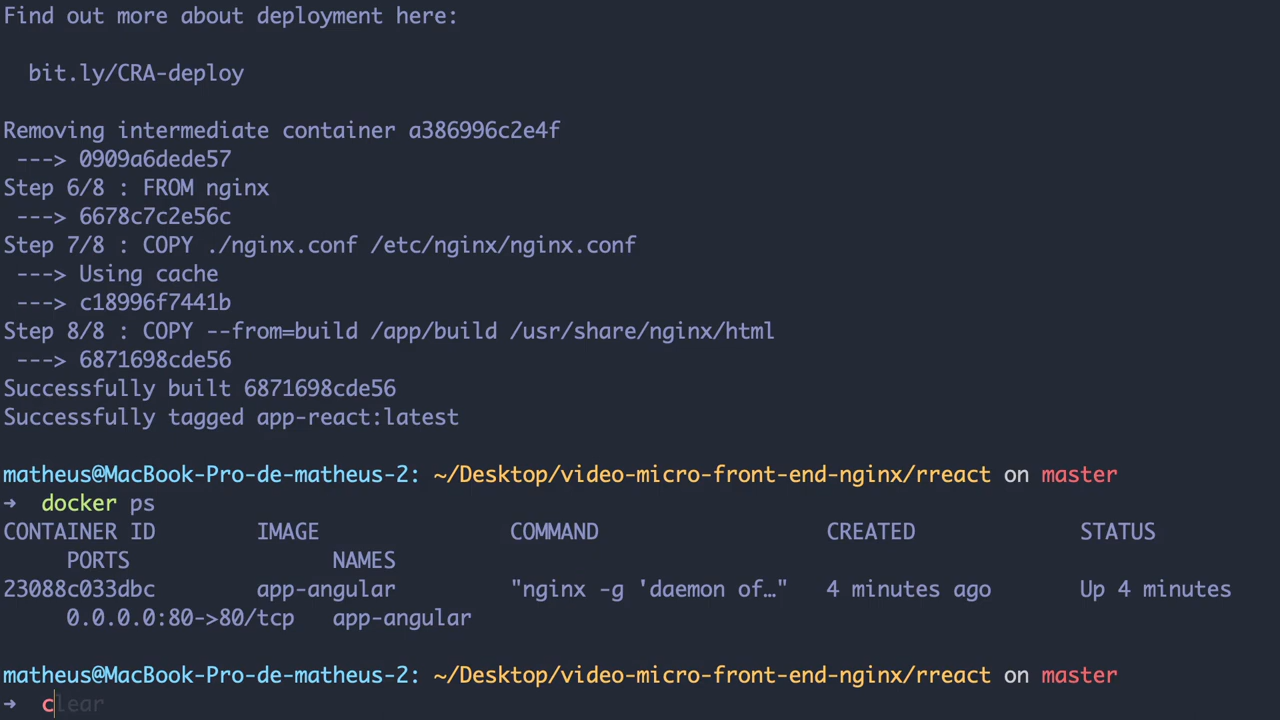 Find out more about deployment here:
bit.ly/CRA-deploy
Removing intermediate container a386996c2e4f
---> 0909a6dede57
Step 6/8 : FROM nginx
---> 6678c7c2e56c
Step 7/8 : COPY ./nginx.conf /etc/nginx/nginx.conf
---> Using cache
---> c18996f7441b
Step 8/8 : COPY --from=build /app/build /usr/share/nginx/html
---> 6871698cde56
Successfully built 6871698cde56
Successfully tagged app-react:latest
matheus@MacBook-Pro-de-matheus-2: ~/Desktop/video-micro-front-end-nginx/rreact on master
➜ docker ps
CONTAINER ID IMAGE COMMAND CREATED STATUS
PORTS NAMES
23088c033dbc app-angular "nginx -g 'daemon of…" 4 minutes ago Up 4 minutes
0.0.0.0:80->80/tcp app-angular
matheus@MacBook-Pro-de-matheus-2: ~/Desktop/video-micro-front-end-nginx/rreact on master
➜ clear